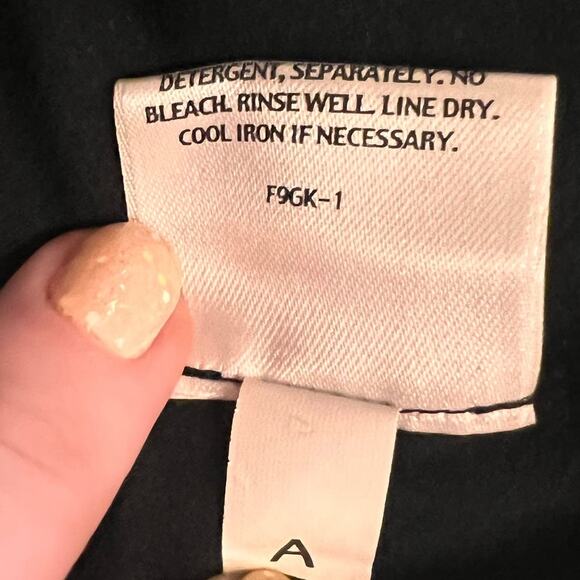 DETERGENT, SEPARATELY. NO
BLEACH. RINSE WELL. LINE DRY.
COOL IRON IF NECESSARY.
F9GK-1
A